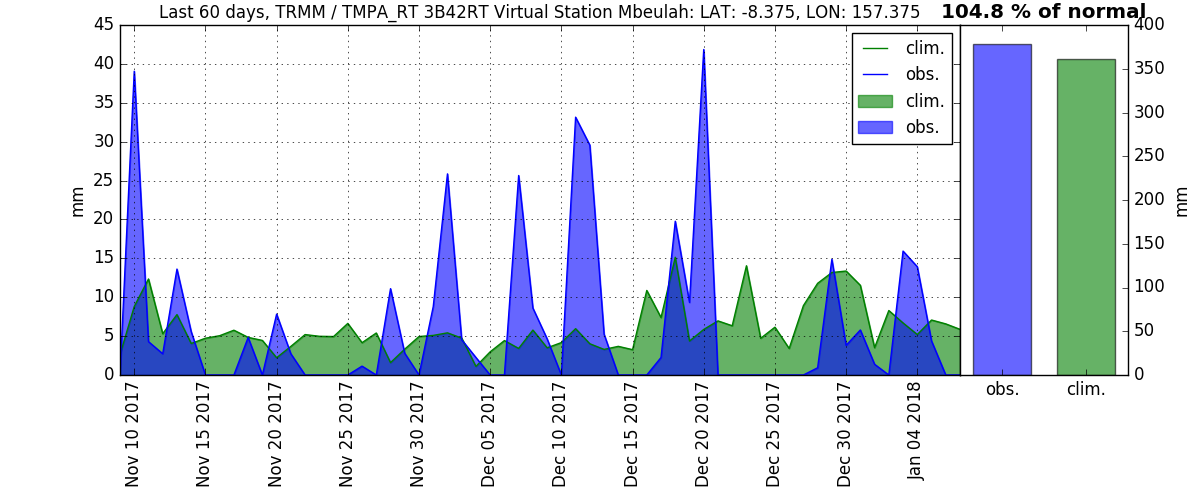 Last 60 days, TRMM / TMPA_RT 3B42RT Virtual Station Mbeulah: LAT: -8.375, LON: 157.375
104.8 % of normal
45
40
35
30
25
20
15
10
5
0
mm
clim.
obs.
clim.
obs.
Nov 10 2017
Nov 15 2017
Nov 20 2017
Nov 25 2017
Nov 30 2017
Dec 05 2017
Dec 10 2017
Dec 15 2017
Dec 20 2017
Dec 25 2017
Dec 30 2017
Jan 04 2018
400
350
300
250
200
150
100
50
0
mm
obs.
clim.